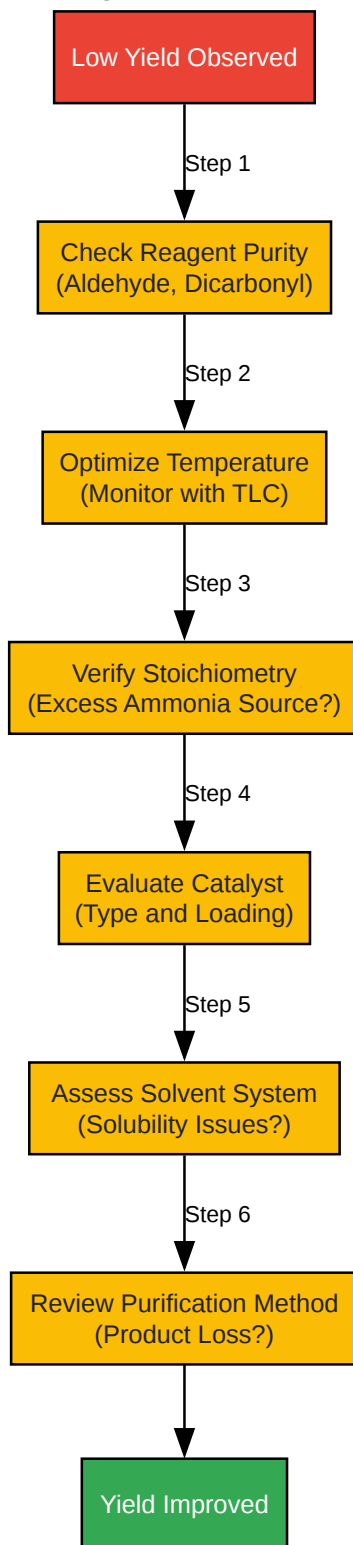 Low Yield Observed
Step 1
Check Reagent Purity
(Aldehyde, Dicarbonyl)
Step 2
Optimize Temperature
(Monitor with TLC)
Step 3
Verify Stoichiometry
(Excess Ammonia Source?)
Step 4
Evaluate Catalyst
(Type and Loading)
Step 5
Assess Solvent System
(Solubility Issues?)
Step 6
Review Purification Method
(Product Loss?)
Yield Improved